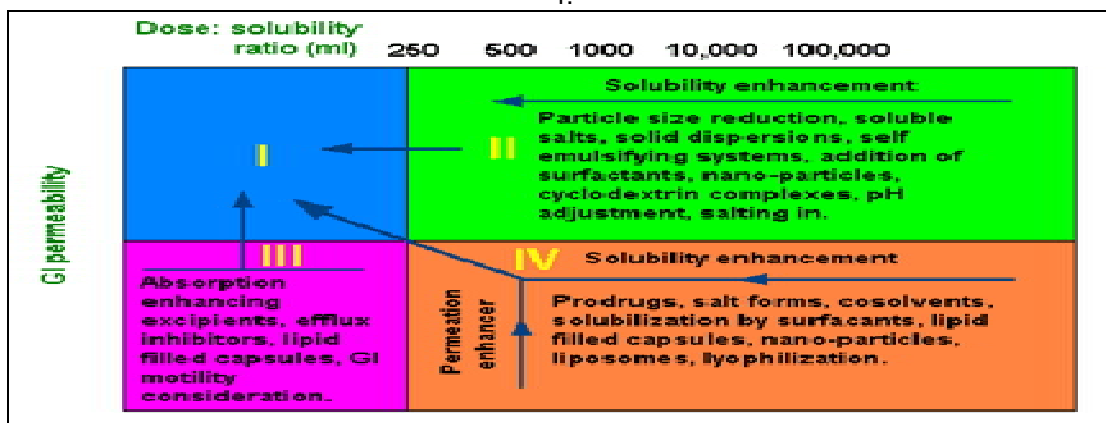 Dose: solubility
ratio (ml) 250 500 1000 10,000 100,000
Solubility enhancement
Particle size reduction, soluble
salts, solid dispersions, self
emulsifying systems, addition of
surfactants, nano-particles,
cyclodextrin complexes, pH
adjustment, salting in.
I
II
GI permeability
III
Absorption
enhancing
excipients, efflux
inhibitors, lipid
filled capsules, GI
motility
consideration.
IV
Solubility enhancement
Permeation
enhancer
Prodrugs, salt forms, cosolvents,
solubilization by surfacants, lipid
filled capsules, nano-particles,
liposomes, lyophilization.